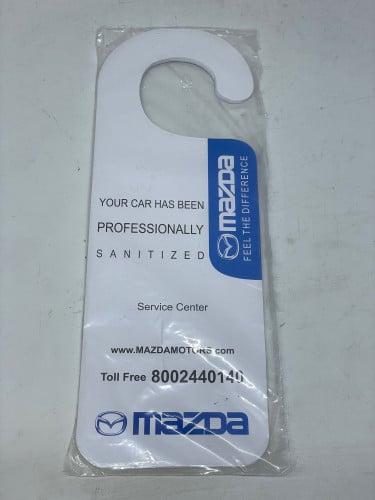 YOUR CAR HAS BEEN
PROFESSIONALLY
SANITIZED
mazda
FEEL THE DIFFERENCE
Service Center
www.MAZDAMOTORS.com
Toll Free 8002440140
mazda